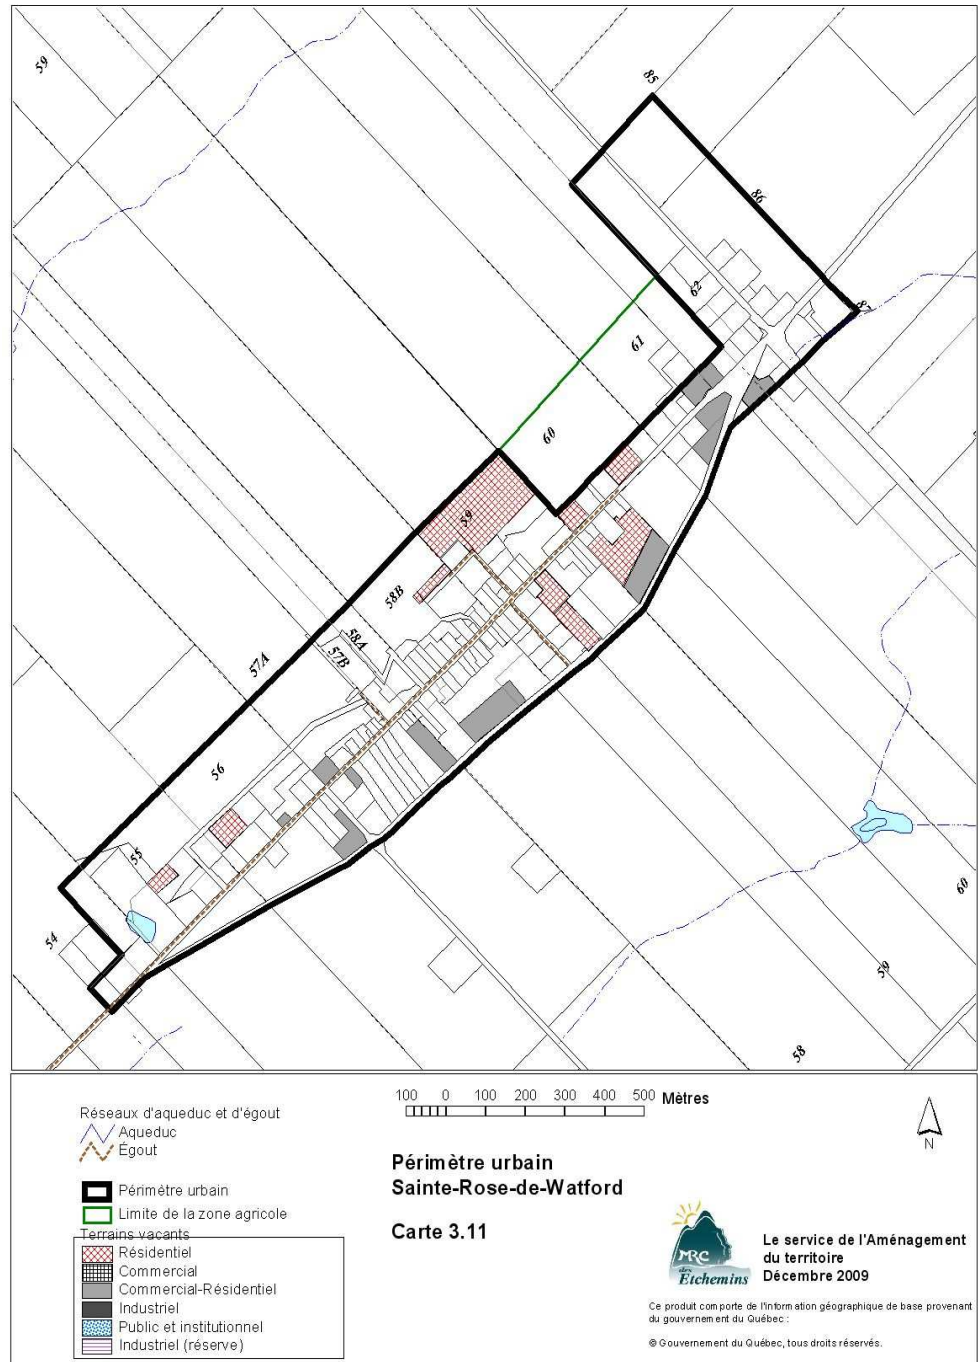 59
85
86
87
62
61
60
59
58B
58A
57B
57A
56
55
54
60
59
58
Réseaux d'aqueduc et d'égout
Aqueduc
Égout
Périmètre urbain
Limite de la zone agricole
Terrains vacants
Résidentiel
Commercial
Commercial-Résidentiel
Industriel
Public et institutionnel
Industriel (réserve)
100 0 100 200 300 400 500 Mètres
N
Périmètre urbain
Sainte-Rose-de-Watford
Carte 3.11
MRC
des
Etchemins
Le service de l'Aménagement
du territoire
Décembre 2009
Ce produit comporte de l'information géographique de base provenant
du gouvernement du Québec :
© Gouvernement du Québec, tous droits réservés.